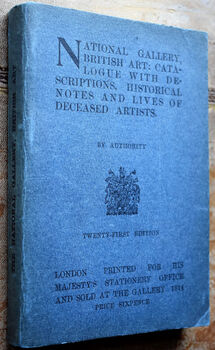 NATIONAL GALLERY,
BRITISH ART: CATA-
LOGUE WITH DE-
SCRIPTIONS, HISTORICAL
NOTES AND LIVES OF
DECEASED ARTISTS.
BY AUTHORITY
TWENTY-FIRST EDITION
LONDON PRINTED FOR HIS
MAJESTY'S STATIONERY OFFICE
AND SOLD AT THE GALLERY 1914
PRICE SIXPENCE